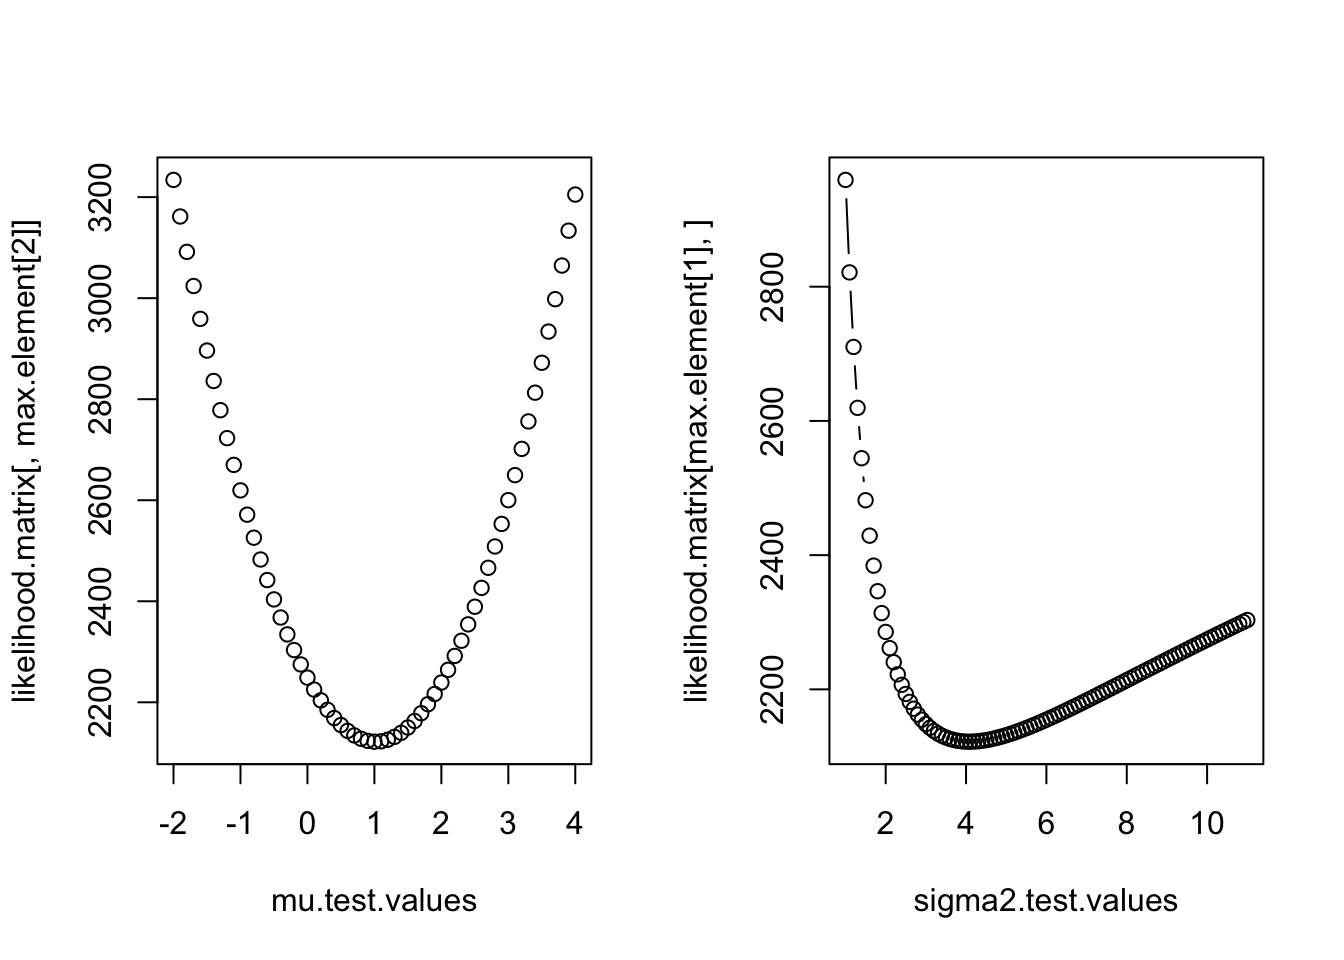 likelihood.matrix[, max.element[2]]
3200
3000
2800
2600
2400
2200
-2 -1 0 1 2 3 4
mu.test.values
likelihood.matrix[max.element[1], ]
2800
2600
2400
2200
2 4 6 8 10
sigma2.test.values